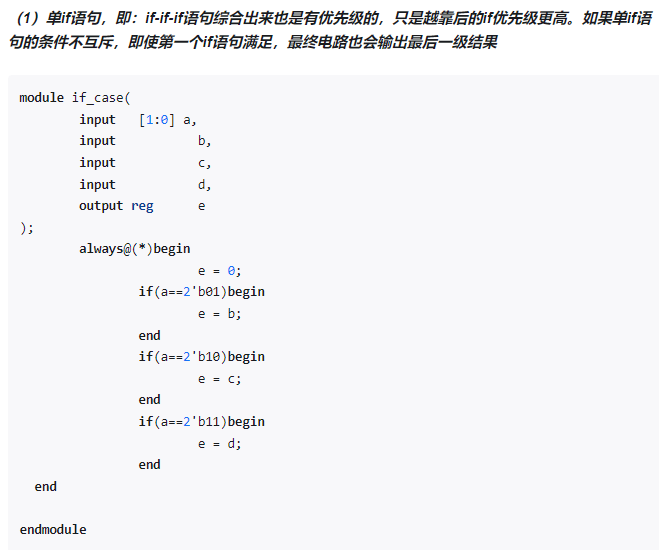 （1）单if语句，即：if-if-if语句综合出来也是有优先级的，只是越靠后的if优先级更高。如果单if语
句的条件不互斥，即使第一个if语句满足，最终电路也会输出最后一级结果
module if_case(
        input   [1:0] a,
        input         b,
        input         c,
        input         d,
        output reg    e
);
        always@(*)begin
                        e = 0;
                if(a==2'b01)begin
                        e = b;
                end
                if(a==2'b10)begin
                        e = c;
                end
                if(a==2'b11)begin
                        e = d;
                end
  end
endmodule